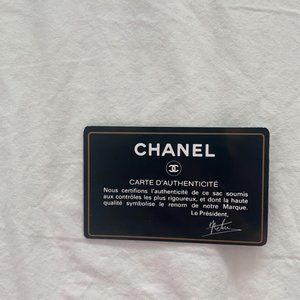 CHANEL
CARTE D'AUTHENTICITÉ
Nous certifions l'authenticité de ce sac soumis
aux contrôles les plus rigoureux, et dont la haute
qualité symbolise le renom de notre Marque.
Le Président,